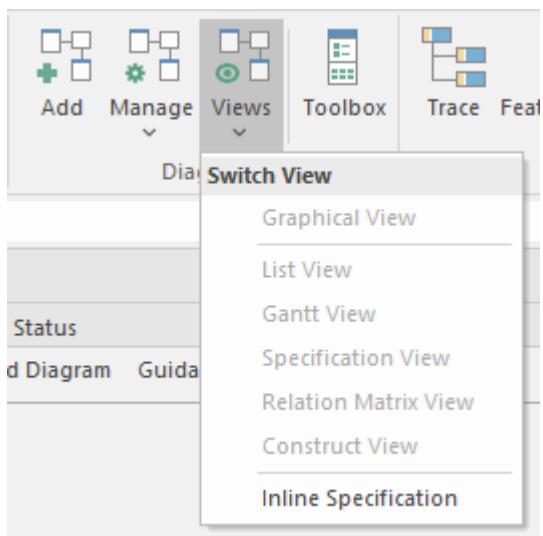 Add Manage Views Toolbox Trace Feat
Dia
Switch View
Graphical View
List View
Gantt View
Status
Specification View
d Diagram Guida
Relation Matrix View
Construct View
Inline Specification